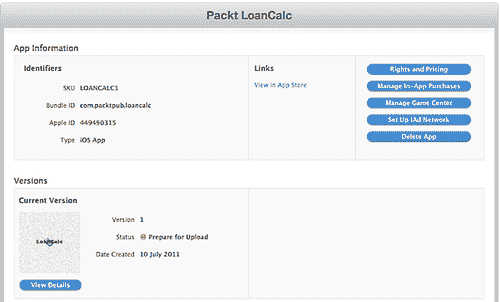 Packt LoanCalc
App Information
Identifiers
SKU LOANCALC1
Bundle ID com.packtpub.loancalc
Apple ID 449490315
Type iOS App
Links
View in App Store
Rights and Pricing
Manage In-App Purchases
Manage Game Center
Set Up iAd Network
Delete App
Versions
Current Version
LoanCalc
Version 1
Status Prepare for Upload
Date Created 10 July 2011
View Details